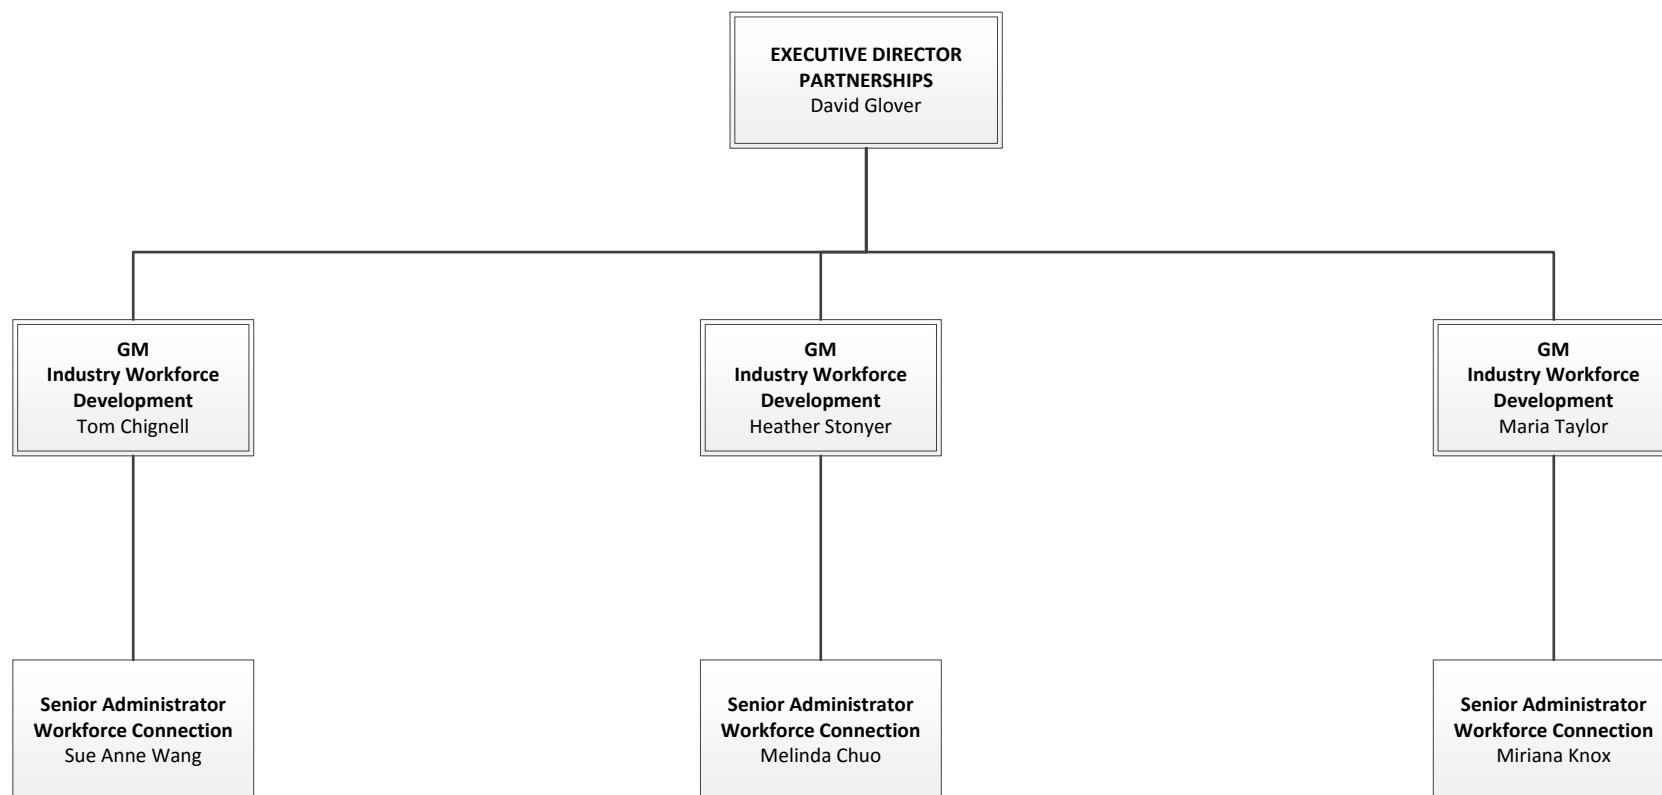 EXECUTIVE DIRECTOR
PARTNERSHIPS
David Glover
GM
Industry Workforce
Development
Tom Chignell
GM
Industry Workforce
Development
Heather Stonyer
GM
Industry Workforce
Development
Maria Taylor
Senior Administrator
Workforce Connection
Sue Anne Wang
Senior Administrator
Workforce Connection
Melinda Chuo
Senior Administrator
Workforce Connection
Miriana Knox